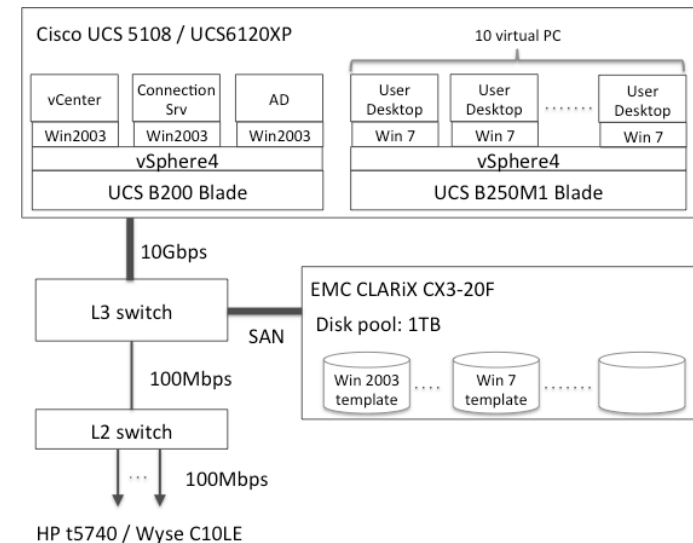 Cisco UCS 5108 / UCS6120XP
10 virtual PC
vCenter
Connection
Srv
AD
User
Desktop
User
Desktop
.......
User
Desktop
Win2003
Win2003
Win2003
Win 7
Win 7
Win 7
vSphere4
vSphere4
UCS B200 Blade
UCS B250M1 Blade
10Gbps
L3 switch
SAN
EMC CLARiX CX3-20F
Disk pool: 1TB
Win 2003
template
....
Win 7
template
.......
100Mbps
L2 switch
...
100Mbps
HP t5740 / Wyse C10LE